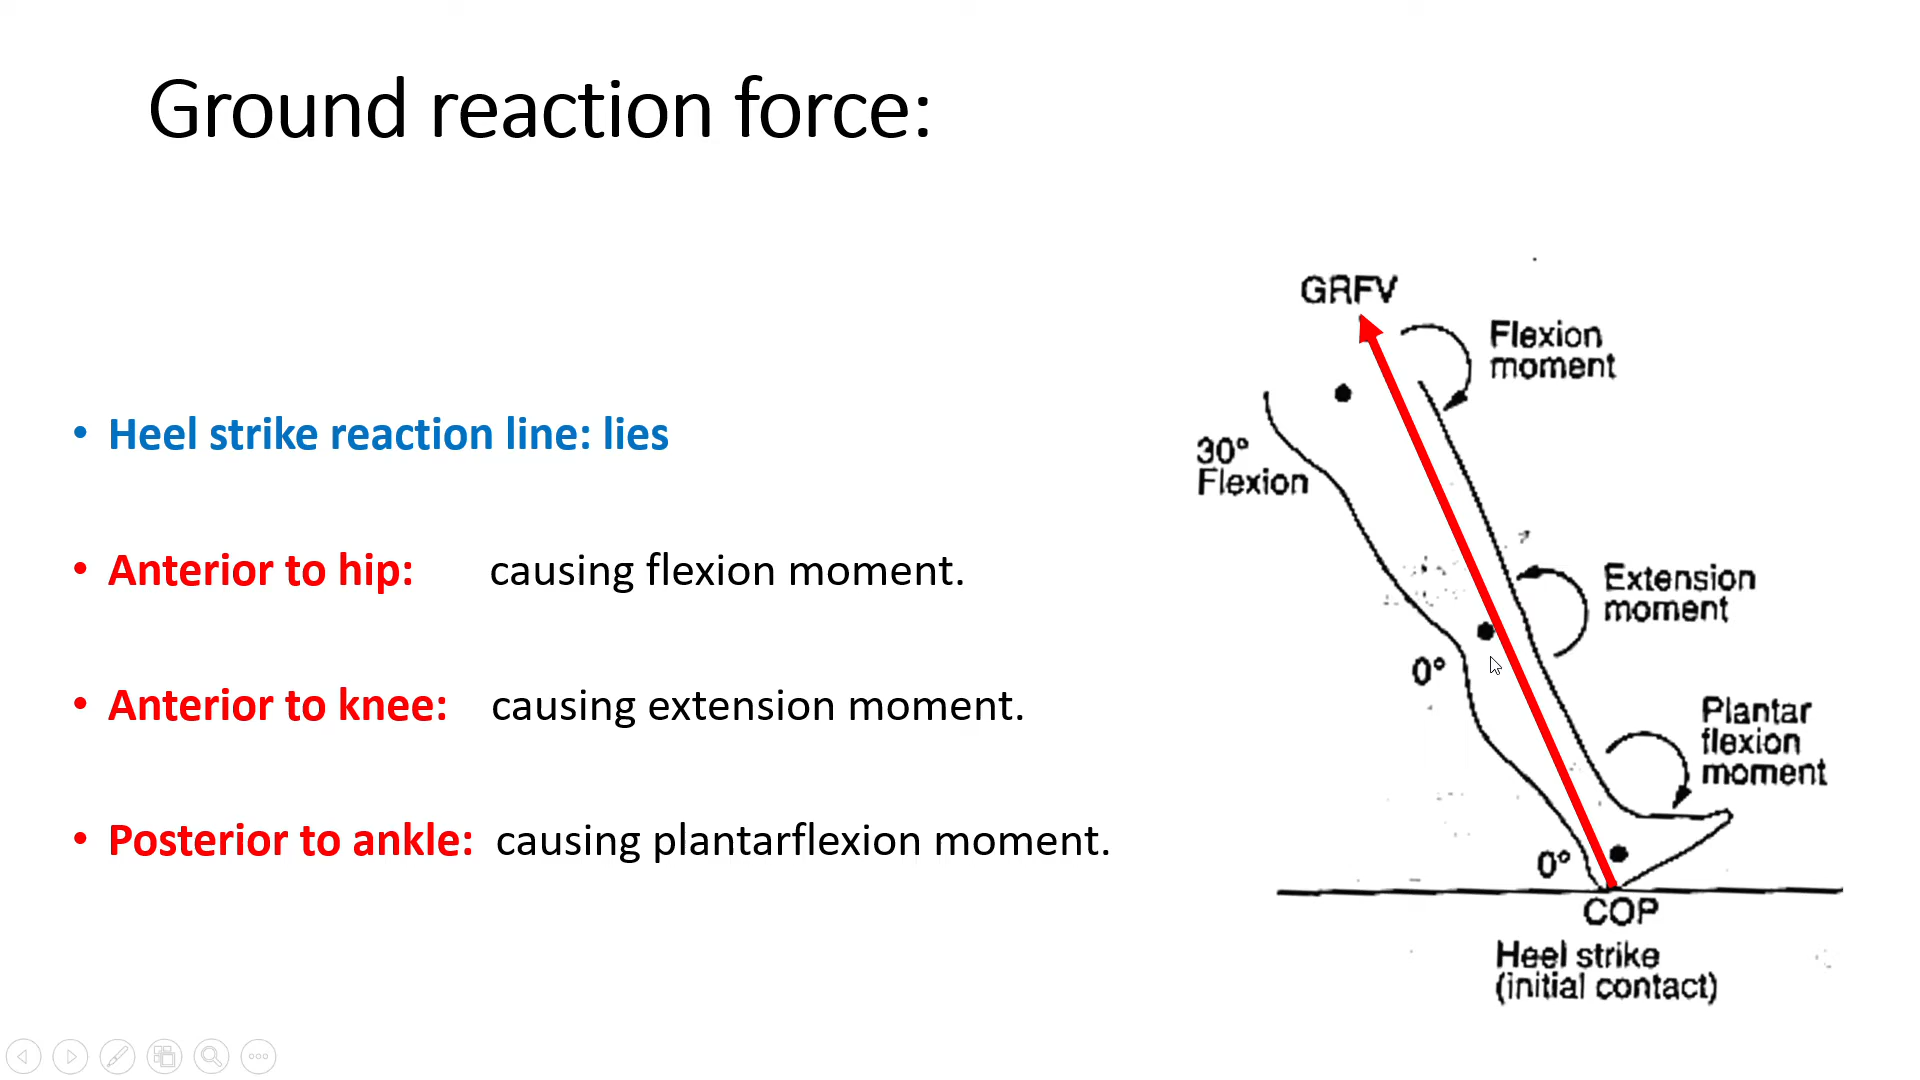 Ground reaction force:
• Heel strike reaction line: lies
• Anterior to hip: causing flexion moment.
• Anterior to knee: causing extension moment.
• Posterior to ankle: causing plantarflexion moment.
GRFV
Flexion
moment
30°
Flexion
Extension
moment
0°
Plantar
flexion
moment
0°
COP
Heel strike
(initial contact)